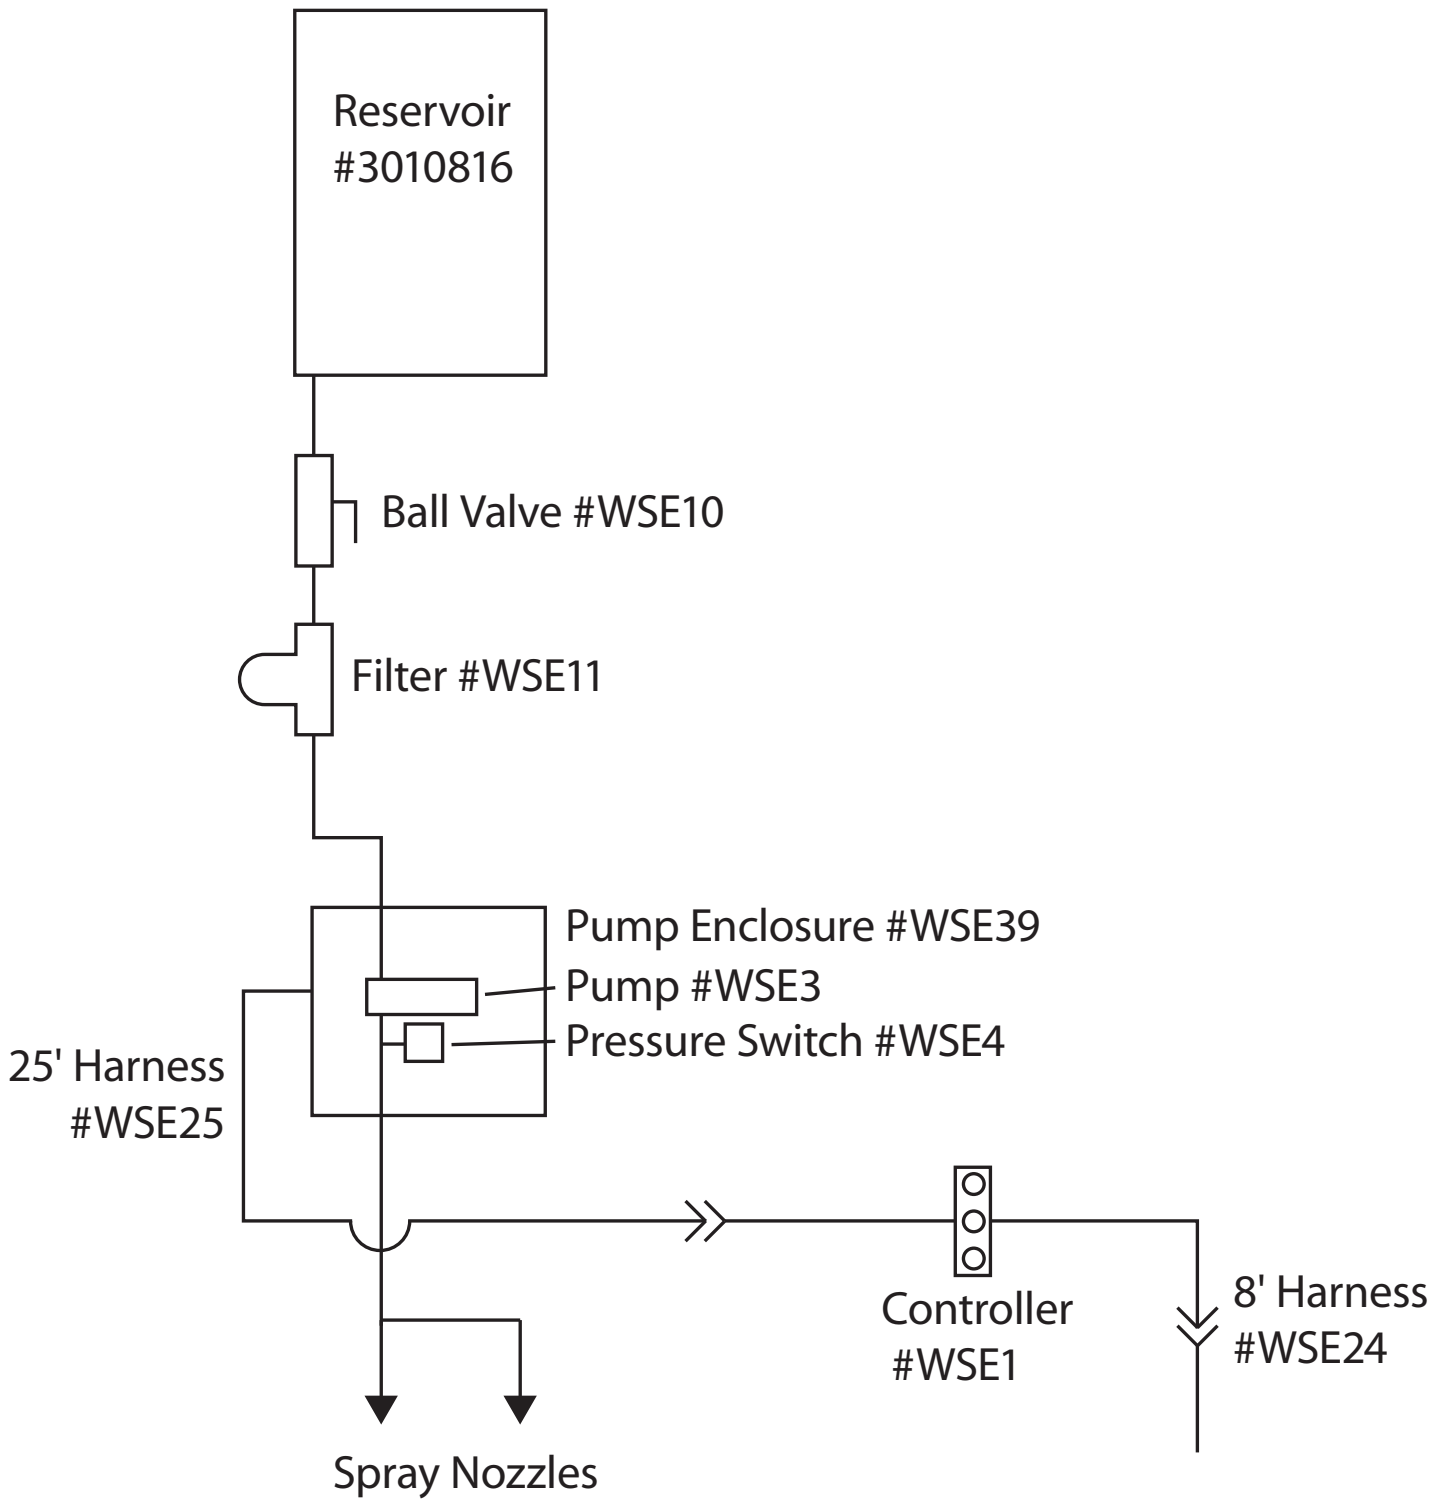 Reservoir
#3010816
Ball Valve #WSE10
Filter #WSE11
Pump Enclosure #WSE39
Pump #WSE3
Pressure Switch #WSE4
25' Harness
#WSE25
Controller
#WSE1
8' Harness
#WSE24
Spray Nozzles